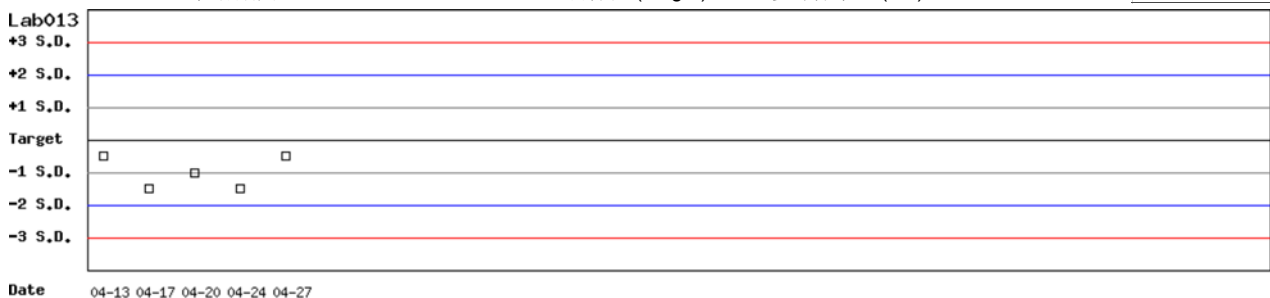 Lab013
+3 S.D.
+2 S.D.
+1 S.D.
Target
-1 S.D.
-2 S.D.
-3 S.D.
Date 04-13 04-17 04-20 04-24 04-27